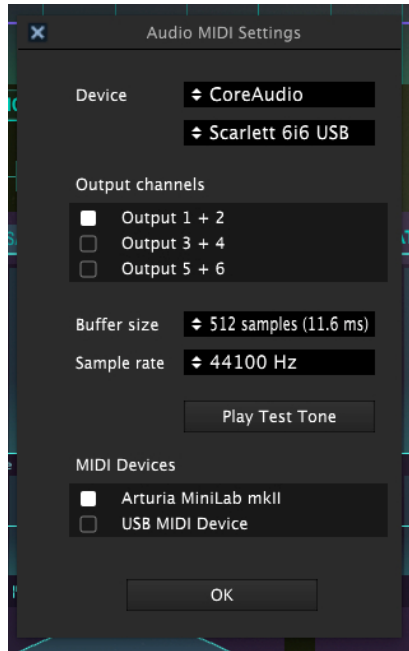 Audio MIDI Settings
Device
CoreAudio
Scarlett 6i6 USB
Output channels
Output 1 + 2
Output 3 + 4
Output 5 + 6
Buffer size
512 samples (11.6 ms)
Sample rate
44100 Hz
Play Test Tone
MIDI Devices
Arturia MiniLab mkII
USB MIDI Device
OK